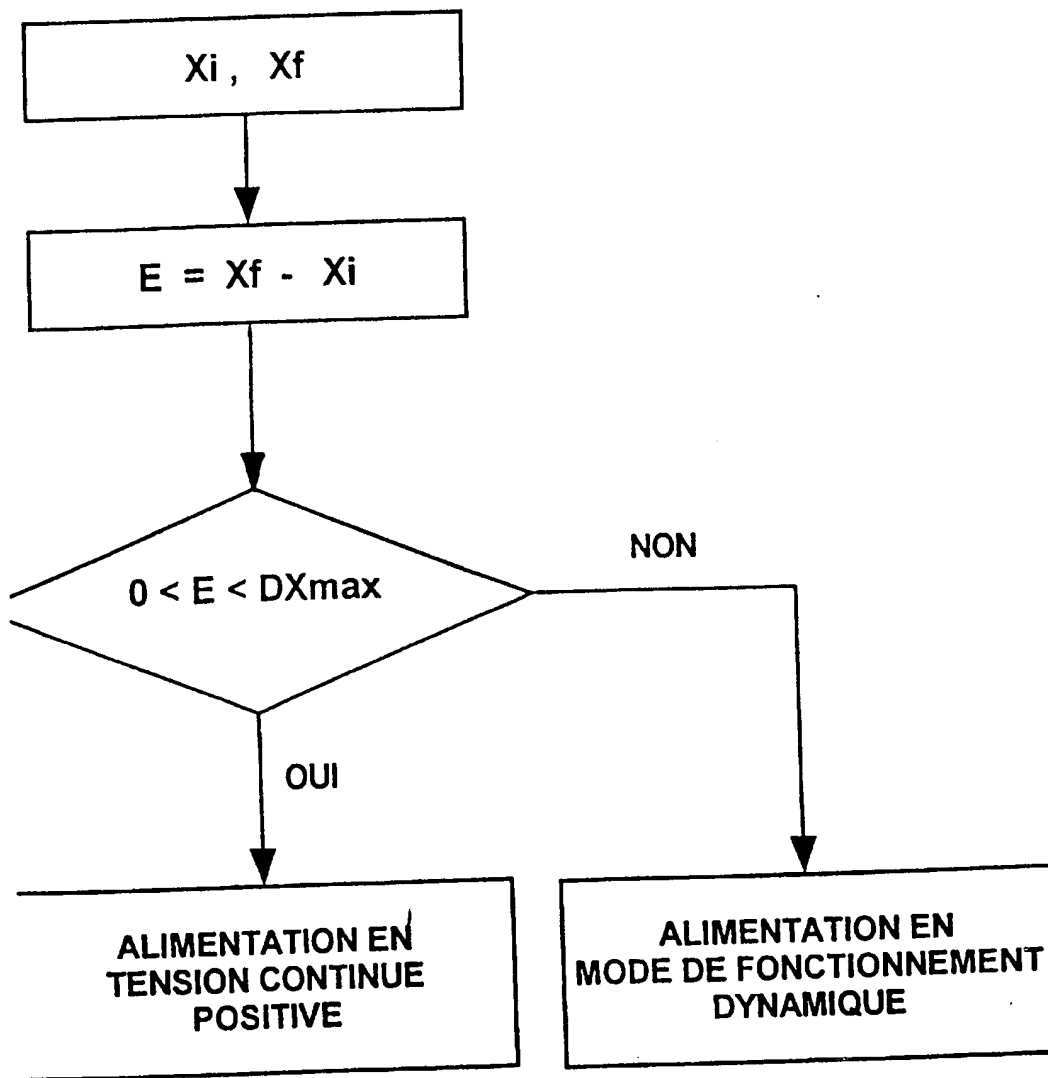 Xi , Xf
E = Xf - Xi
0 < E < DXmax
NON
OUI
ALIMENTATION EN
TENSION CONTINUE
POSITIVE
ALIMENTATION EN
MODE DE FONCTIONNEMENT
DYNAMIQUE